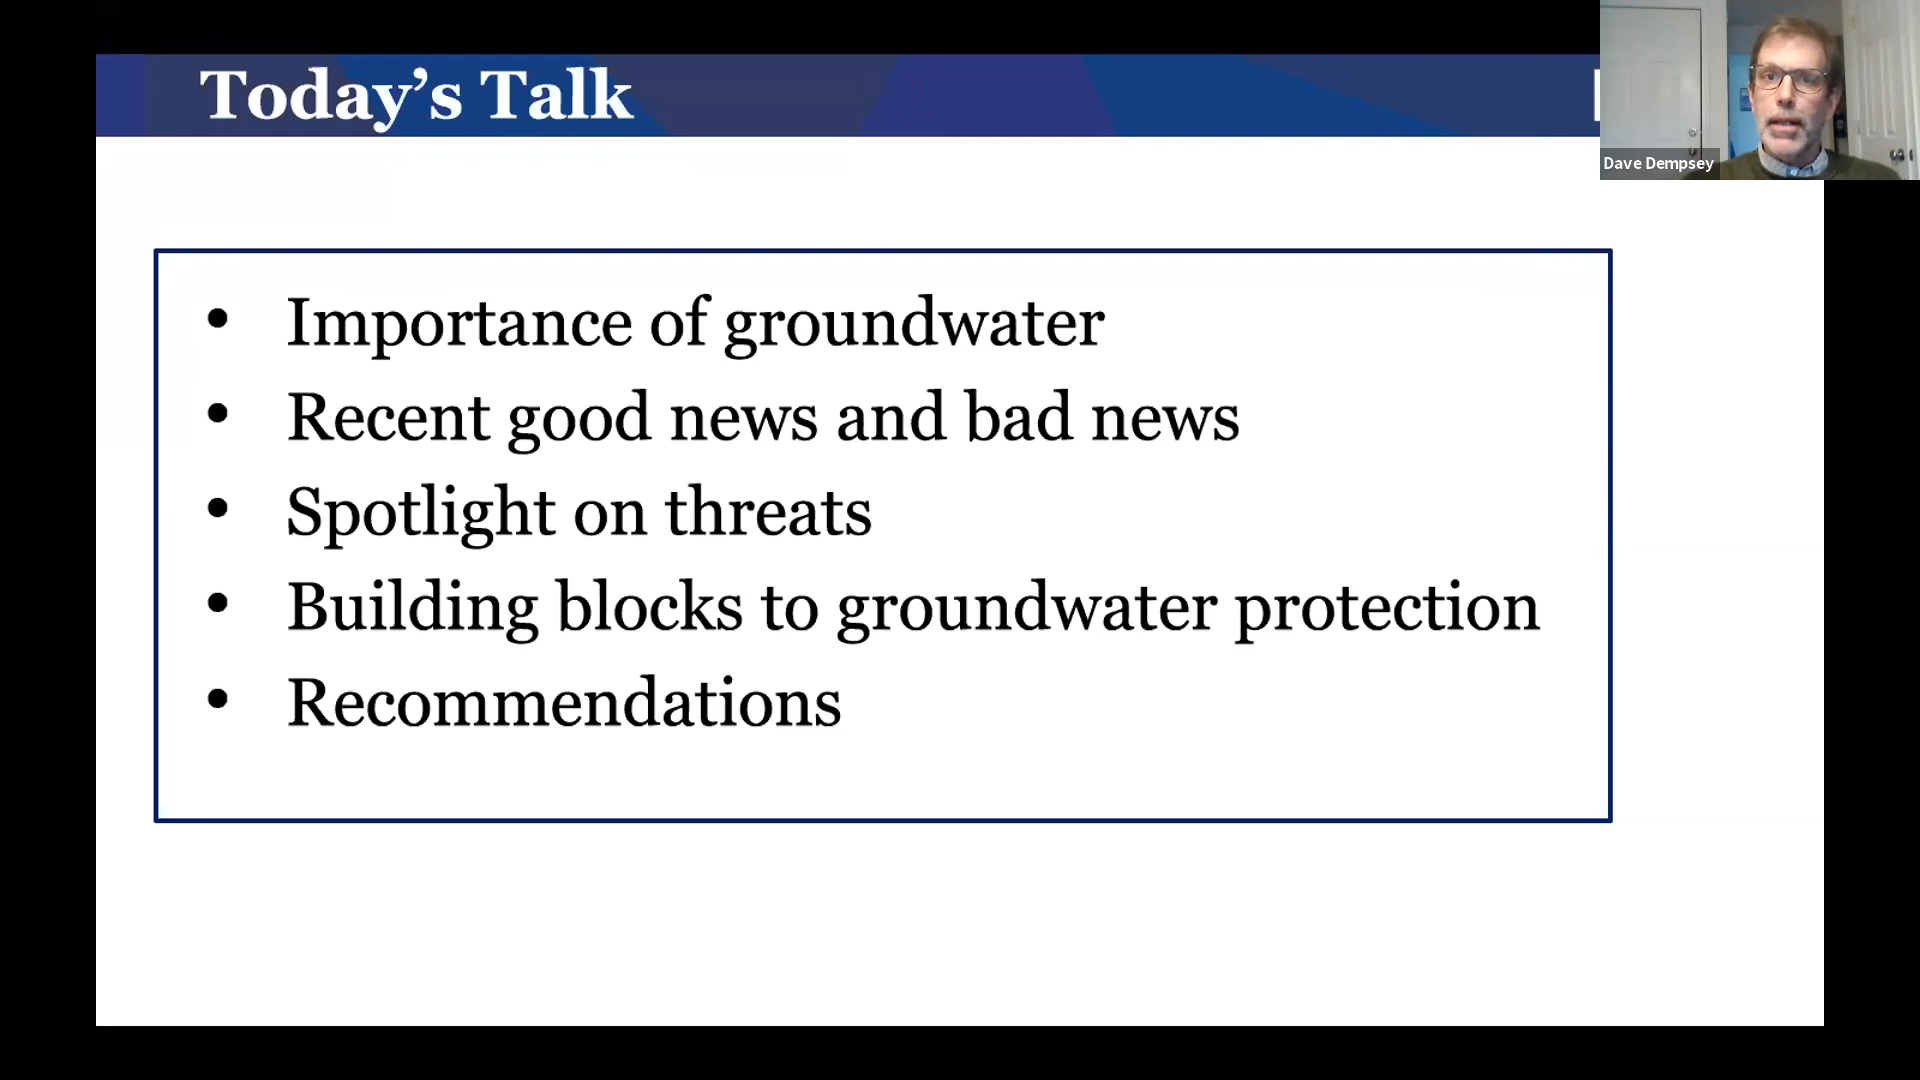 Today’s Talk
Dave Dempsey
• Importance of groundwater
• Recent good news and bad news
• Spotlight on threats
• Building blocks to groundwater protection
• Recommendations